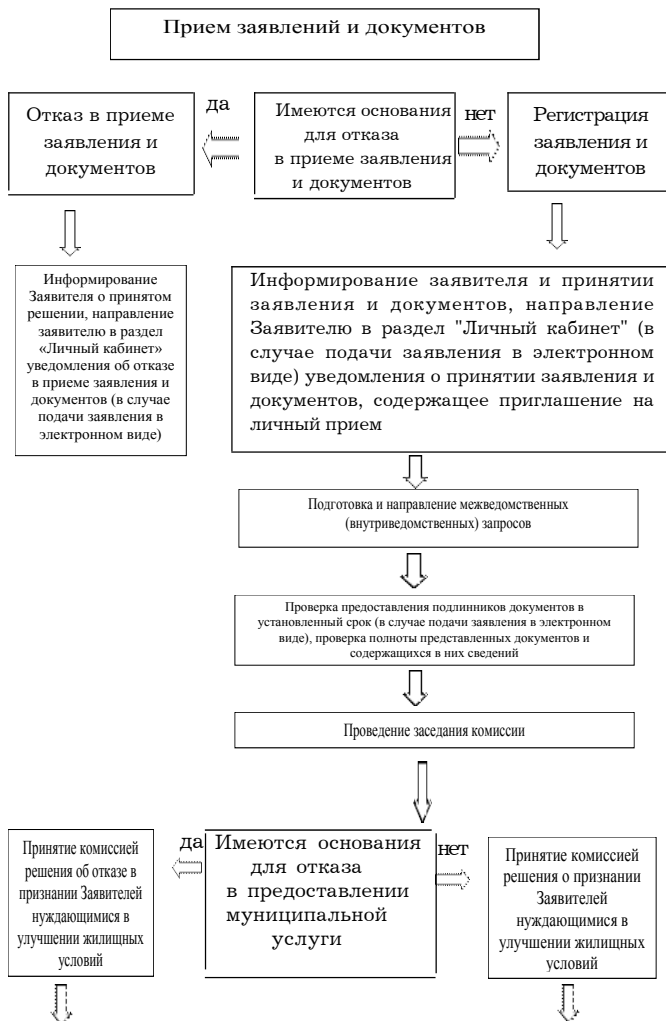 Прием заявлений и документов
Отказ в приеме
заявления и
документов
да
Имеются основания
для отказа
в приеме заявления
и документов
нет
Регистрация
заявления и
документов
Информирование
Заявителя о принятом
решении, направление
заявителю в раздел
«Личный кабинет»
уведомления об отказе
в приеме заявления и
документов (в случае
подачи заявления в
электронном виде)
Информирование заявителя и принятии
заявления и документов, направление
Заявителю в раздел "Личный кабинет" (в
случае подачи заявления в электронном
виде) уведомления о принятии заявления и
документов, содержащее приглашение на
личный прием
Подготовка и направление межведомственных
(внутриведомственных) запросов
Проверка предоставления подлинников документов в
установленный срок (в случае подачи заявления в электронном
виде), проверка полноты представленных документов и
содержащихся в них сведений
Проведение заседания комиссии
Принятие комиссией
решения об отказе в
признании Заявителей
нуждающимися в
улучшении жилищных
условий
да
Имеются основания
для отказа
в предоставлении
муниципальной
услуги
нет
Принятие комиссией
решения о признании
Заявителей
нуждающимися в
улучшении жилищных
условий